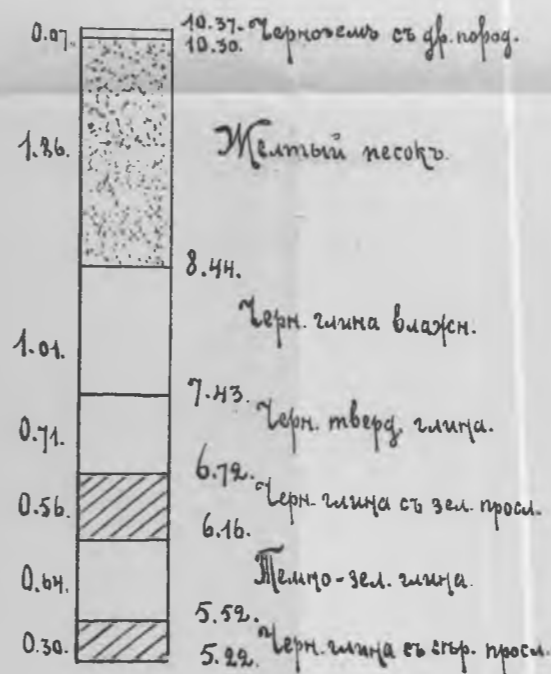 0.07.
10.37. Черноземъ съ др. пород.
10.30.
1.86.
Желтый песокъ.
8.44.
Черн. глина влажн.
1.01.
7.43.
Черн. тверд. глина.
0.71.
6.72.
Черн. глина съ зел. просл.
0.56.
6.16.
Темно-зел. глина.
0.64.
5.52.
Черн. глина съ сѣр. просл.
0.30.
5.22.